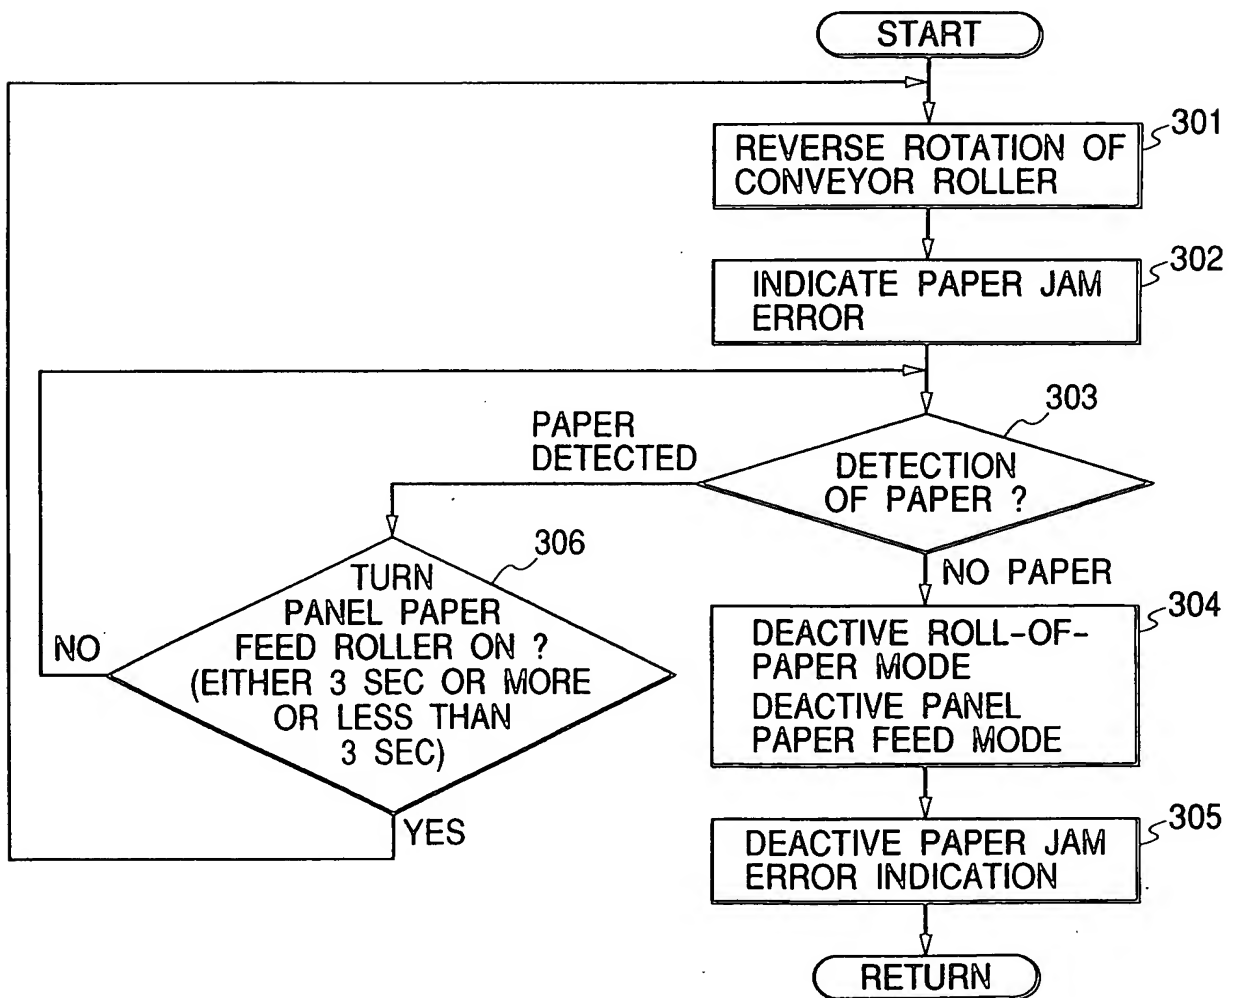 START
301
REVERSE ROTATION OF
CONVEYOR ROLLER
302
INDICATE PAPER JAM
ERROR
303
PAPER
DETECTED
DETECTION
OF PAPER ?
306
NO PAPER
TURN
PANEL PAPER
FEED ROLLER ON ?
(EITHER 3 SEC OR MORE
OR LESS THAN
3 SEC)
NO
YES
304
DEACTIVE ROLL-OF-
PAPER MODE
DEACTIVE PANEL
PAPER FEED MODE
305
DEACTIVE PAPER JAM
ERROR INDICATION
RETURN